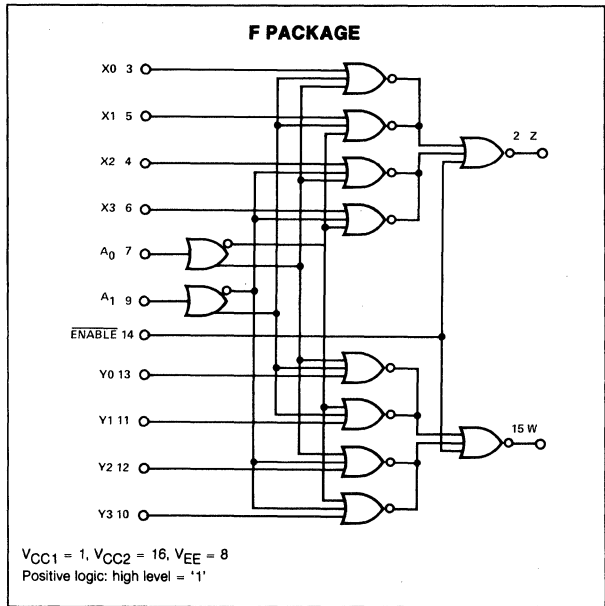 F PACKAGE
X0 3
X1 5
2 Z
X2 4
X3 6
A0 7
A1 9
ENABLE 14
Y0 13
Y1 11
15 W
Y2 12
Y3 10
VCC1 = 1, VCC2 = 16, VEE = 8
Positive logic: high level = '1'